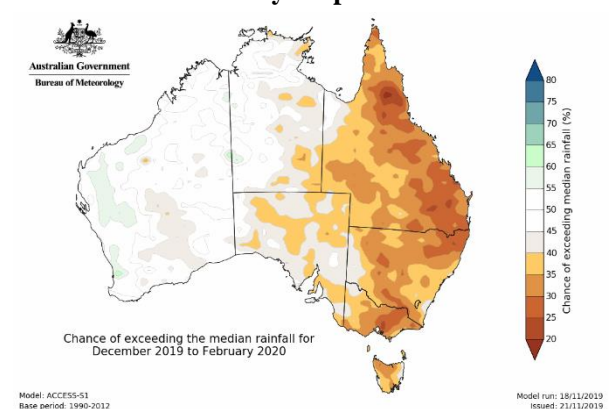 Australian Government
Bureau of Meteorology
80
75
70
65
60
55
50
45
40
35
30
25
20
Chance of exceeding median rainfall (%)
Chance of exceeding the median rainfall for
December 2019 to February 2020
Model: ACCESS-S1
Base period: 1990-2012
Model run: 18/11/2019
Issued: 21/11/2019